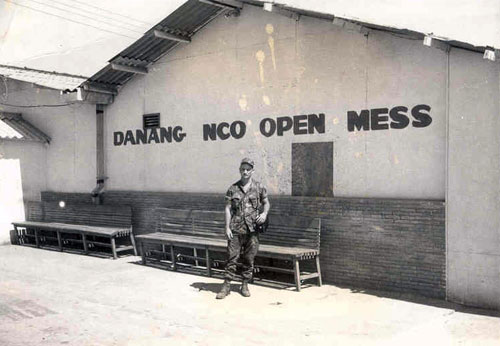 DANANG NCO OPEN MESS